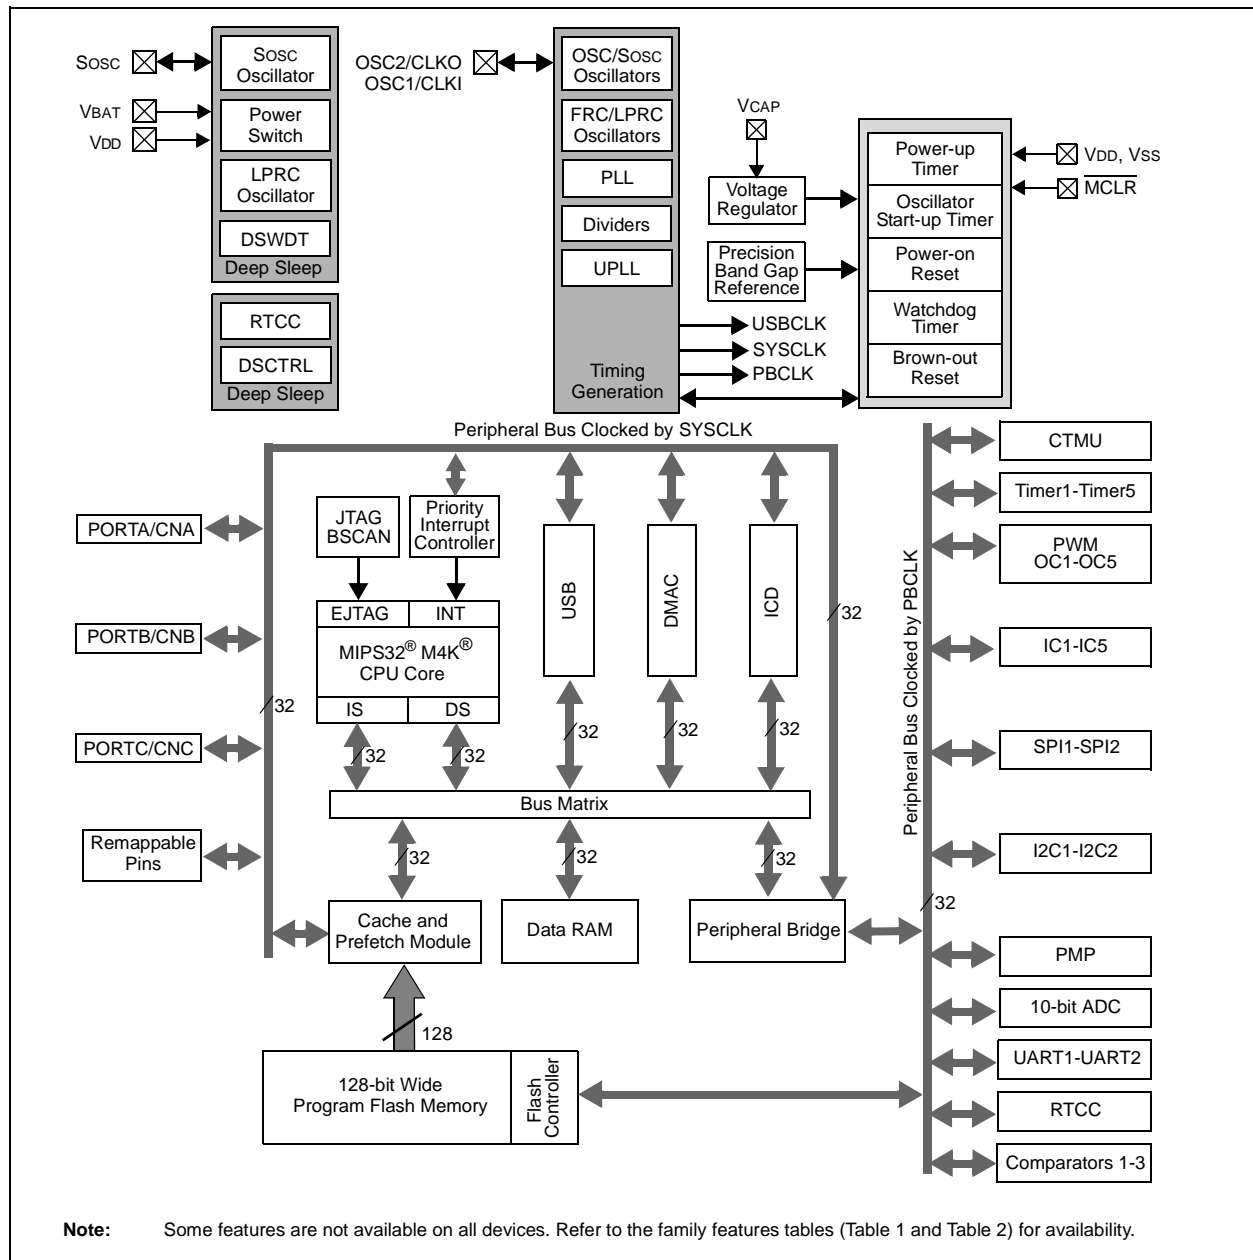 Sosc
Sosc
Oscillator
VBAT
VDD
Power
Switch
LPRC
Oscillator
DSWDT
Deep Sleep
RTCC
DSCTRL
Deep Sleep
OSC2/CLKO
OSC1/CLKI
OSC/Sosc
Oscillators
FRC/LPRC
Oscillators
PLL
Dividers
UPLL
Timing
Generation
USBCLK
SYSCLK
PBCLK
VCAP
Voltage
Regulator
Precision
Band Gap
Reference
Power-up
Timer
Oscillator
Start-up Timer
Power-on
Reset
Watchdog
Timer
Brown-out
Reset
VDD, VSS
MCLR
Peripheral Bus Clocked by SYSCLK
PORTA/CNA
PORTB/CNB
PORTC/CNC
Remappable
Pins
32
JTAG
BSCAN
Priority
Interrupt
Controller
EJTAG
INT
MIPS32® M4K®
CPU Core
IS
DS
32
32
USB
DMAC
ICD
32
32
32
32
Bus Matrix
32
32
32
Cache and
Prefetch Module
Data RAM
Peripheral Bridge
128
128-bit Wide
Program Flash Memory
Flash
Controller
Peripheral Bus Clocked by PBCLK
32
CTMU
Timer1-Timer5
PWM
OC1-OC5
IC1-IC5
SPI1-SPI2
I2C1-I2C2
PMP
10-bit ADC
UART1-UART2
RTCC
Comparators 1-3
Note: Some features are not available on all devices. Refer to the family features tables (Table 1 and Table 2) for availability.